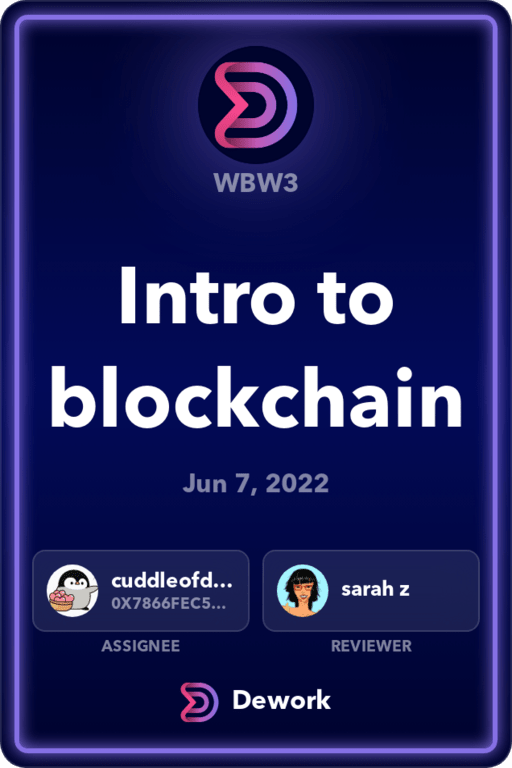 WBW3
Intro to
blockchain
Jun 7, 2022
cuddleofd...
0X7866FEC5...
sarah z
ASSIGNEE
REVIEWER
Dework